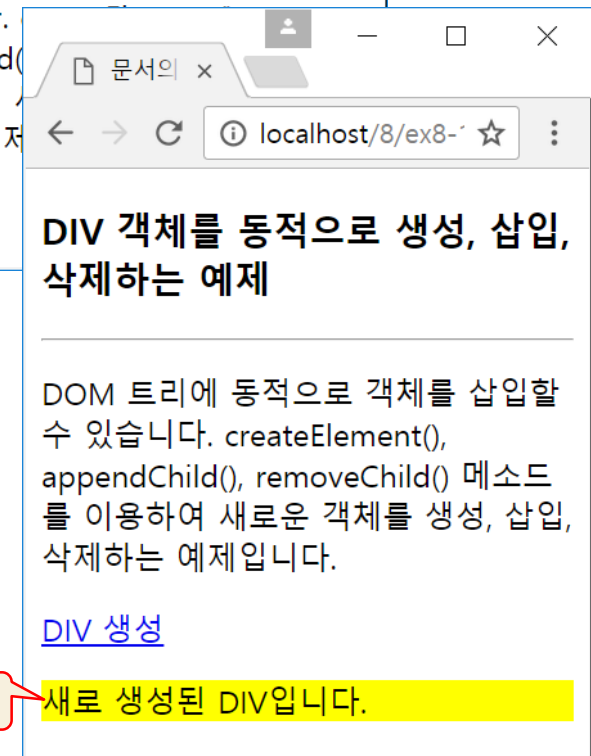 문서의
localhost/8/ex8-
DIV 객체를 동적으로 생성, 삽입,
삭제하는 예제
DOM 트리에 동적으로 객체를 삽입할
수 있습니다. createElement(),
appendChild(), removeChild() 메소드
를 이용하여 새로운 객체를 생성, 삽입,
삭제하는 예제입니다.
DIV 생성
새로 생성된 DIV입니다.